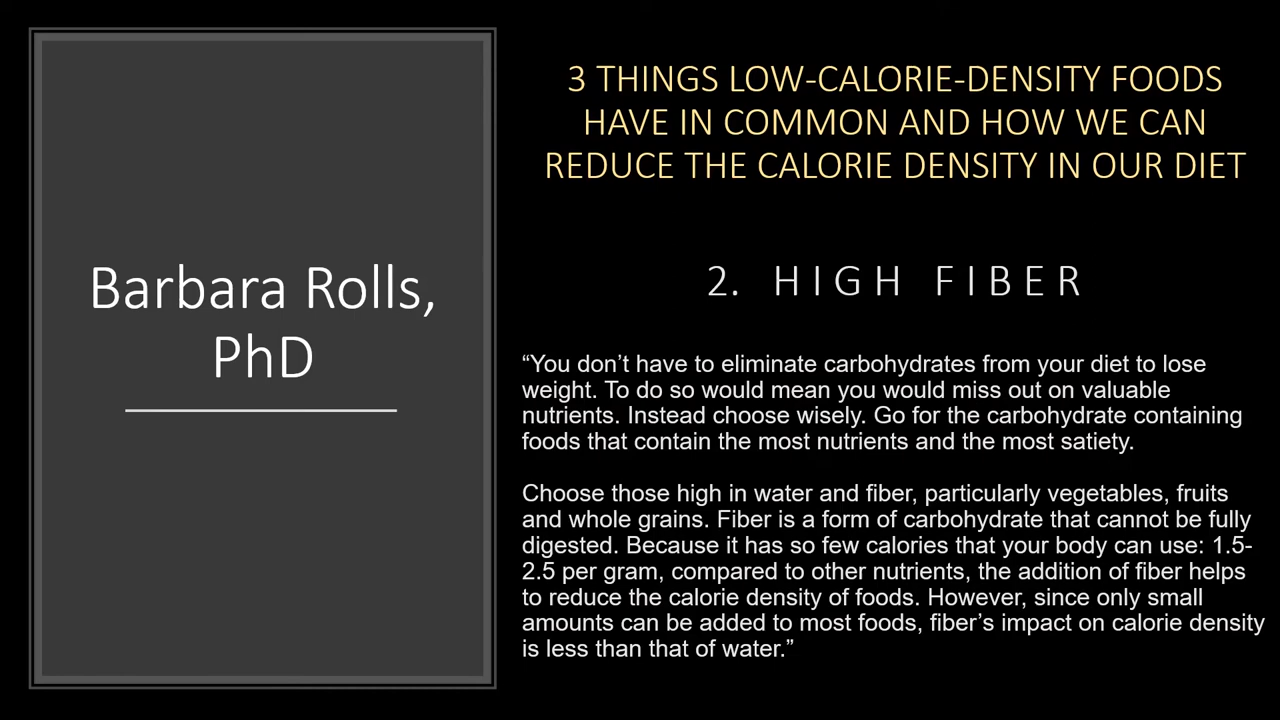 Barbara Rolls,
PhD
3 THINGS LOW-CALORIE-DENSITY FOODS
HAVE IN COMMON AND HOW WE CAN
REDUCE THE CALORIE DENSITY IN OUR DIET
2. HIGH FIBER
“You don’t have to eliminate carbohydrates from your diet to lose
weight. To do so would mean you would miss out on valuable
nutrients. Instead choose wisely. Go for the carbohydrate containing
foods that contain the most nutrients and the most satiety.
Choose those high in water and fiber, particularly vegetables, fruits
and whole grains. Fiber is a form of carbohydrate that cannot be fully
digested. Because it has so few calories that your body can use: 1.5-
2.5 per gram, compared to other nutrients, the addition of fiber helps
to reduce the calorie density of foods. However, since only small
amounts can be added to most foods, fiber’s impact on calorie density
is less than that of water.”